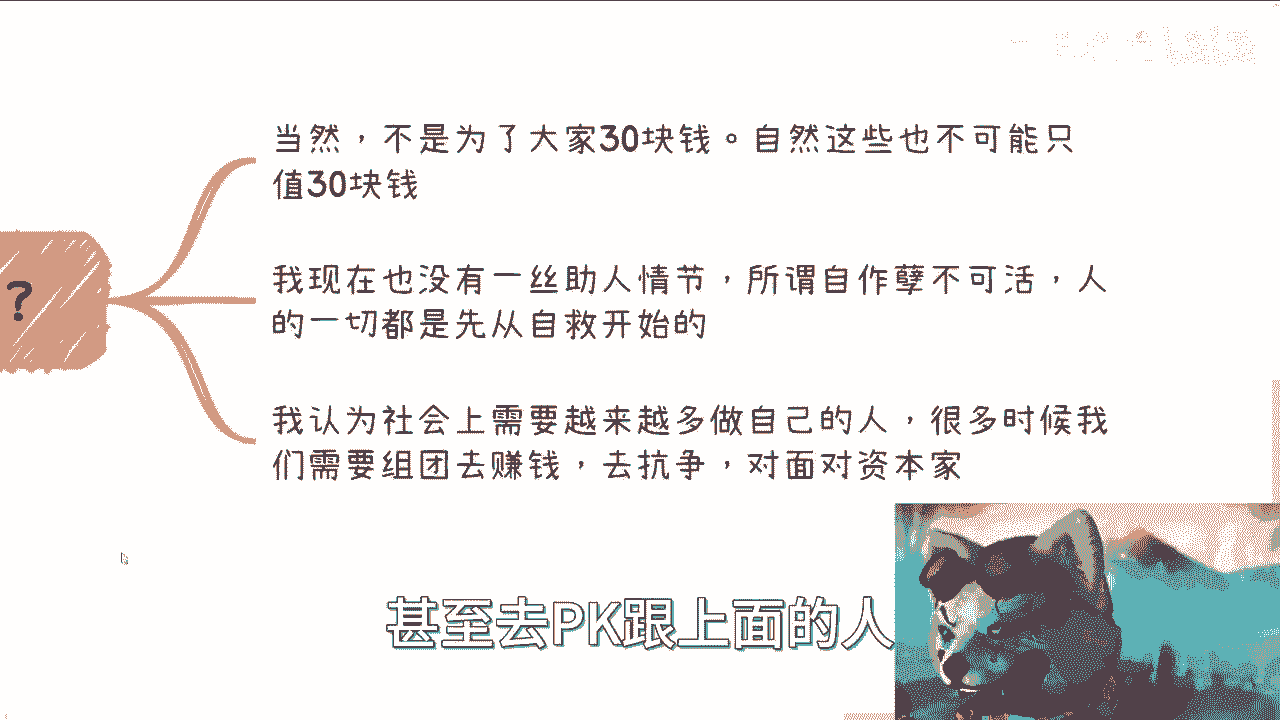 当然，不是为了大家30块钱。自然这些也不可能只
值30块钱
?
我现在也没有一丝助人情节，所谓自作孽不可活，人
的一切都是先从自救开始的
我认为社会上需要越来越多做自己的人，很多时候我
们需要组团去赚钱，去抗争，对面对资本家
甚至去PK跟上面的人